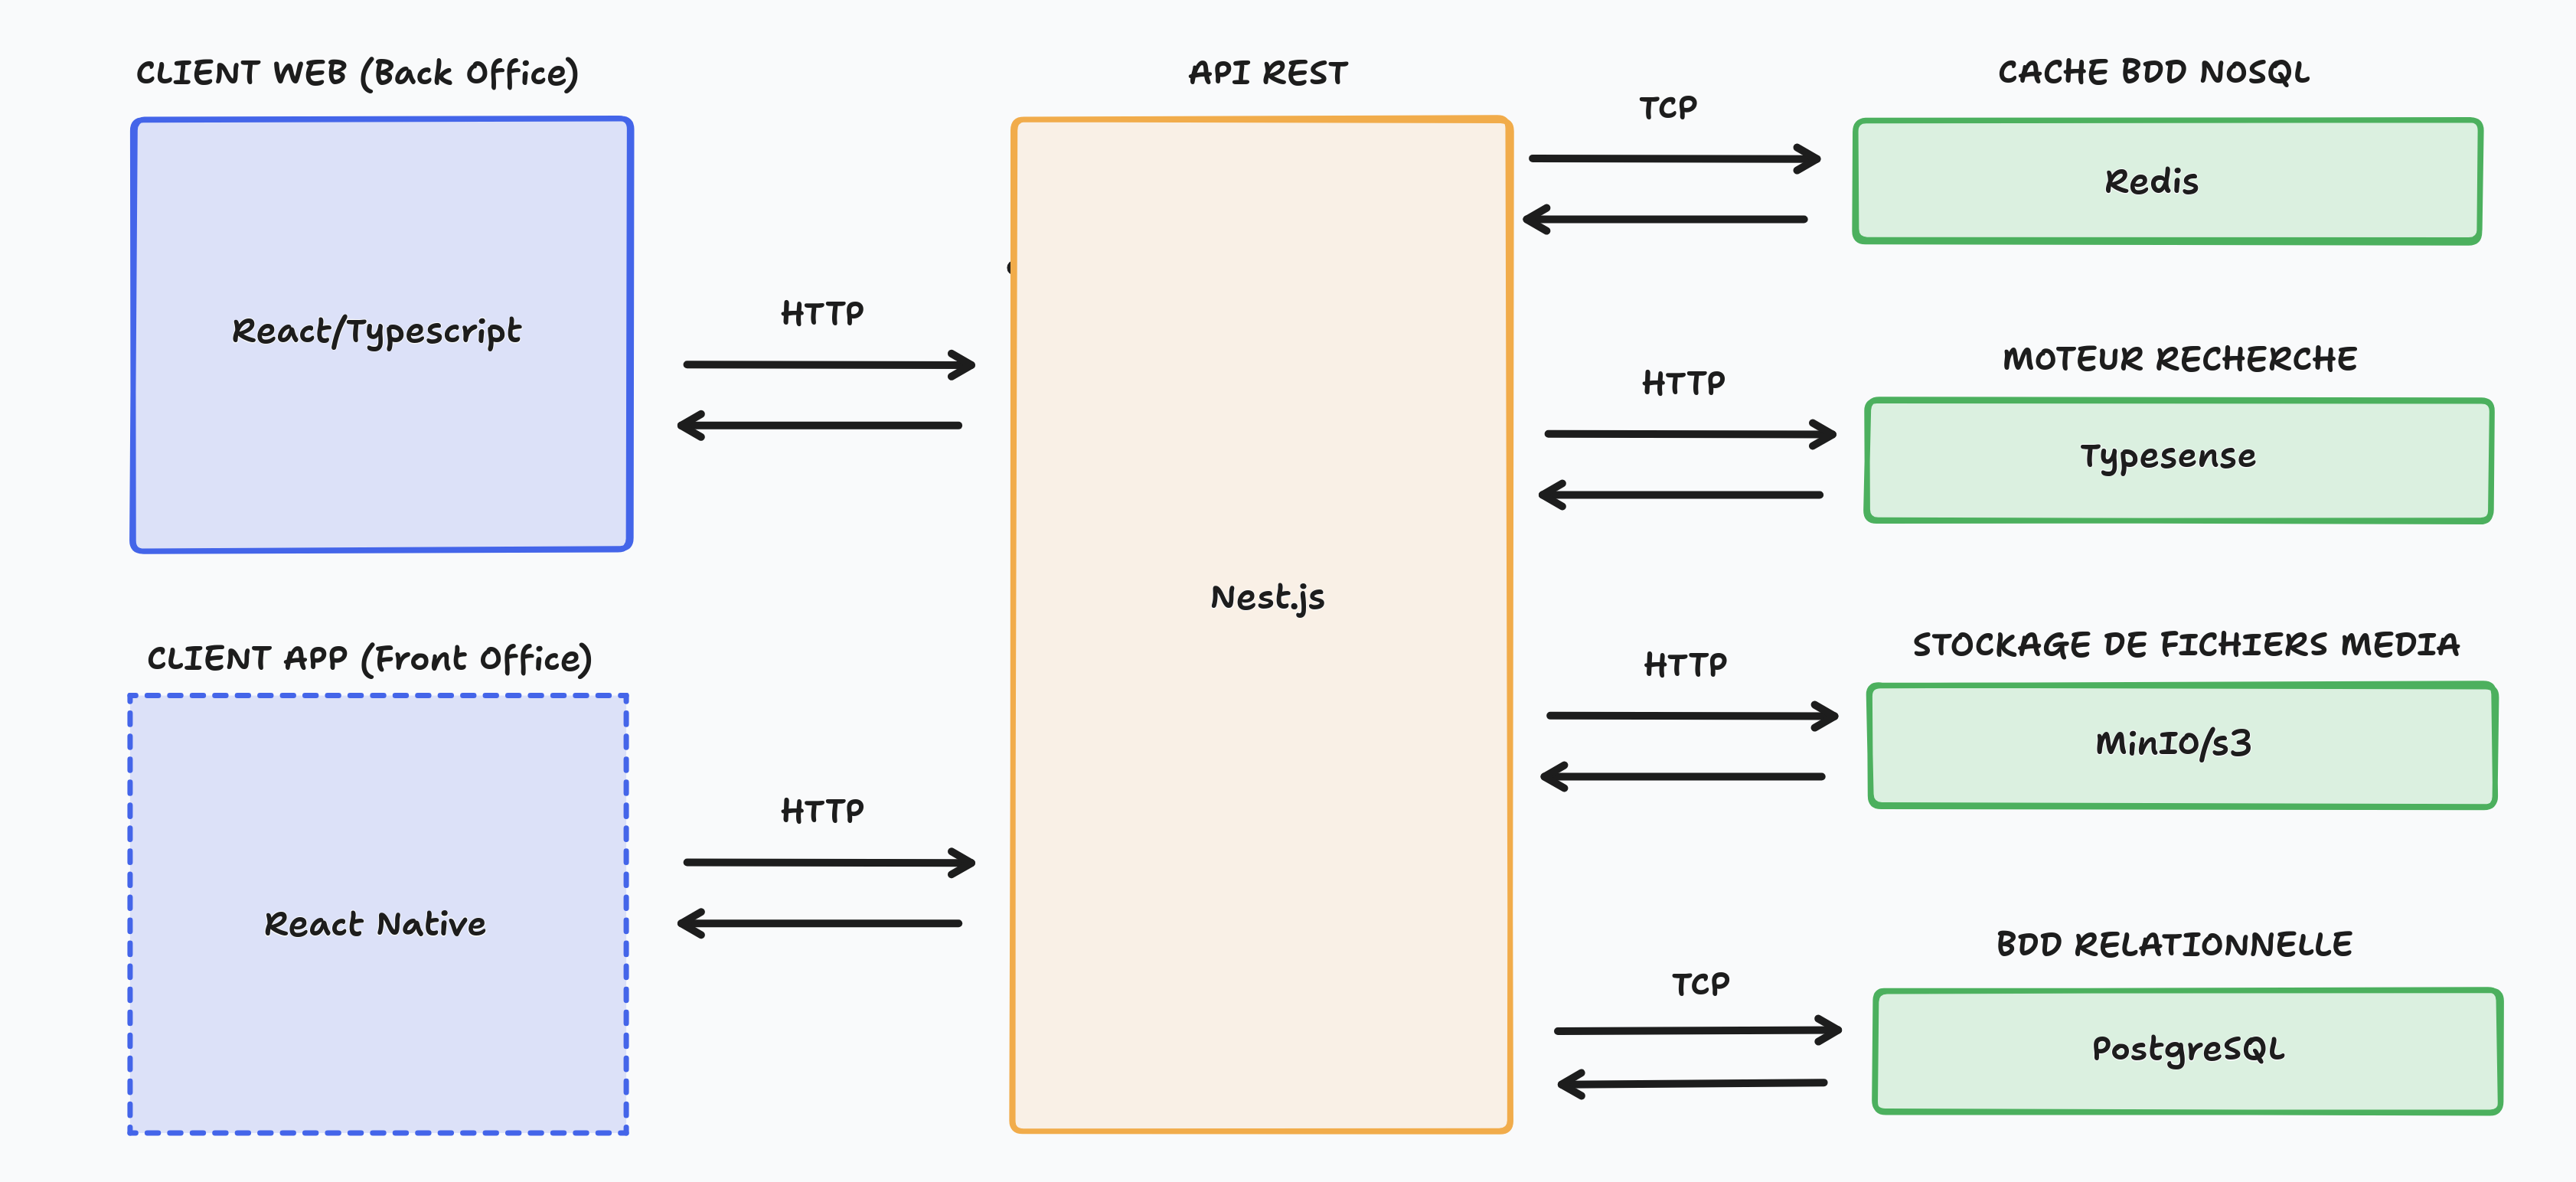 CLIENT WEB (Back Office)
React/Typescript
CLIENT APP (Front Office)
React Native
HTTP
HTTP
API REST
Nest.js
TCP
HTTP
HTTP
TCP
CACHE BDD NOSQL
Redis
MOTEUR RECHERCHE
Typesense
STOCKAGE DE FICHIERS MEDIA
MinIO/s3
BDD RELATIONNELLE
PostgreSQL